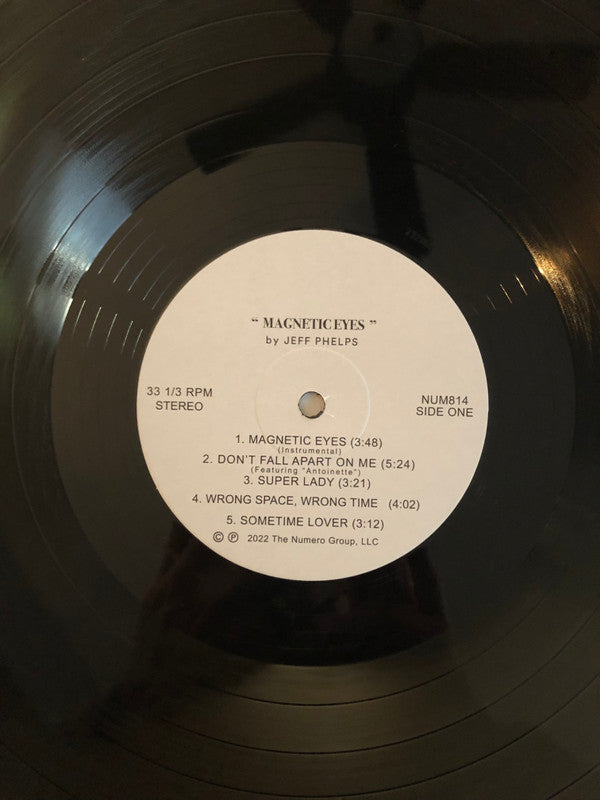 “ MAGNETIC EYES ”
by JEFF PHELPS
33 1/3 RPM
STEREO
NUM814
SIDE ONE
1. MAGNETIC EYES (3:48)
(Instrumental)
2. DON'T FALL APART ON ME (5:24)
(Featuring "Antoinette")
3. SUPER LADY (3:21)
4. WRONG SPACE, WRONG TIME (4:02)
5. SOMETIME LOVER (3:12)
© ℗ 2022 The Numero Group, LLC